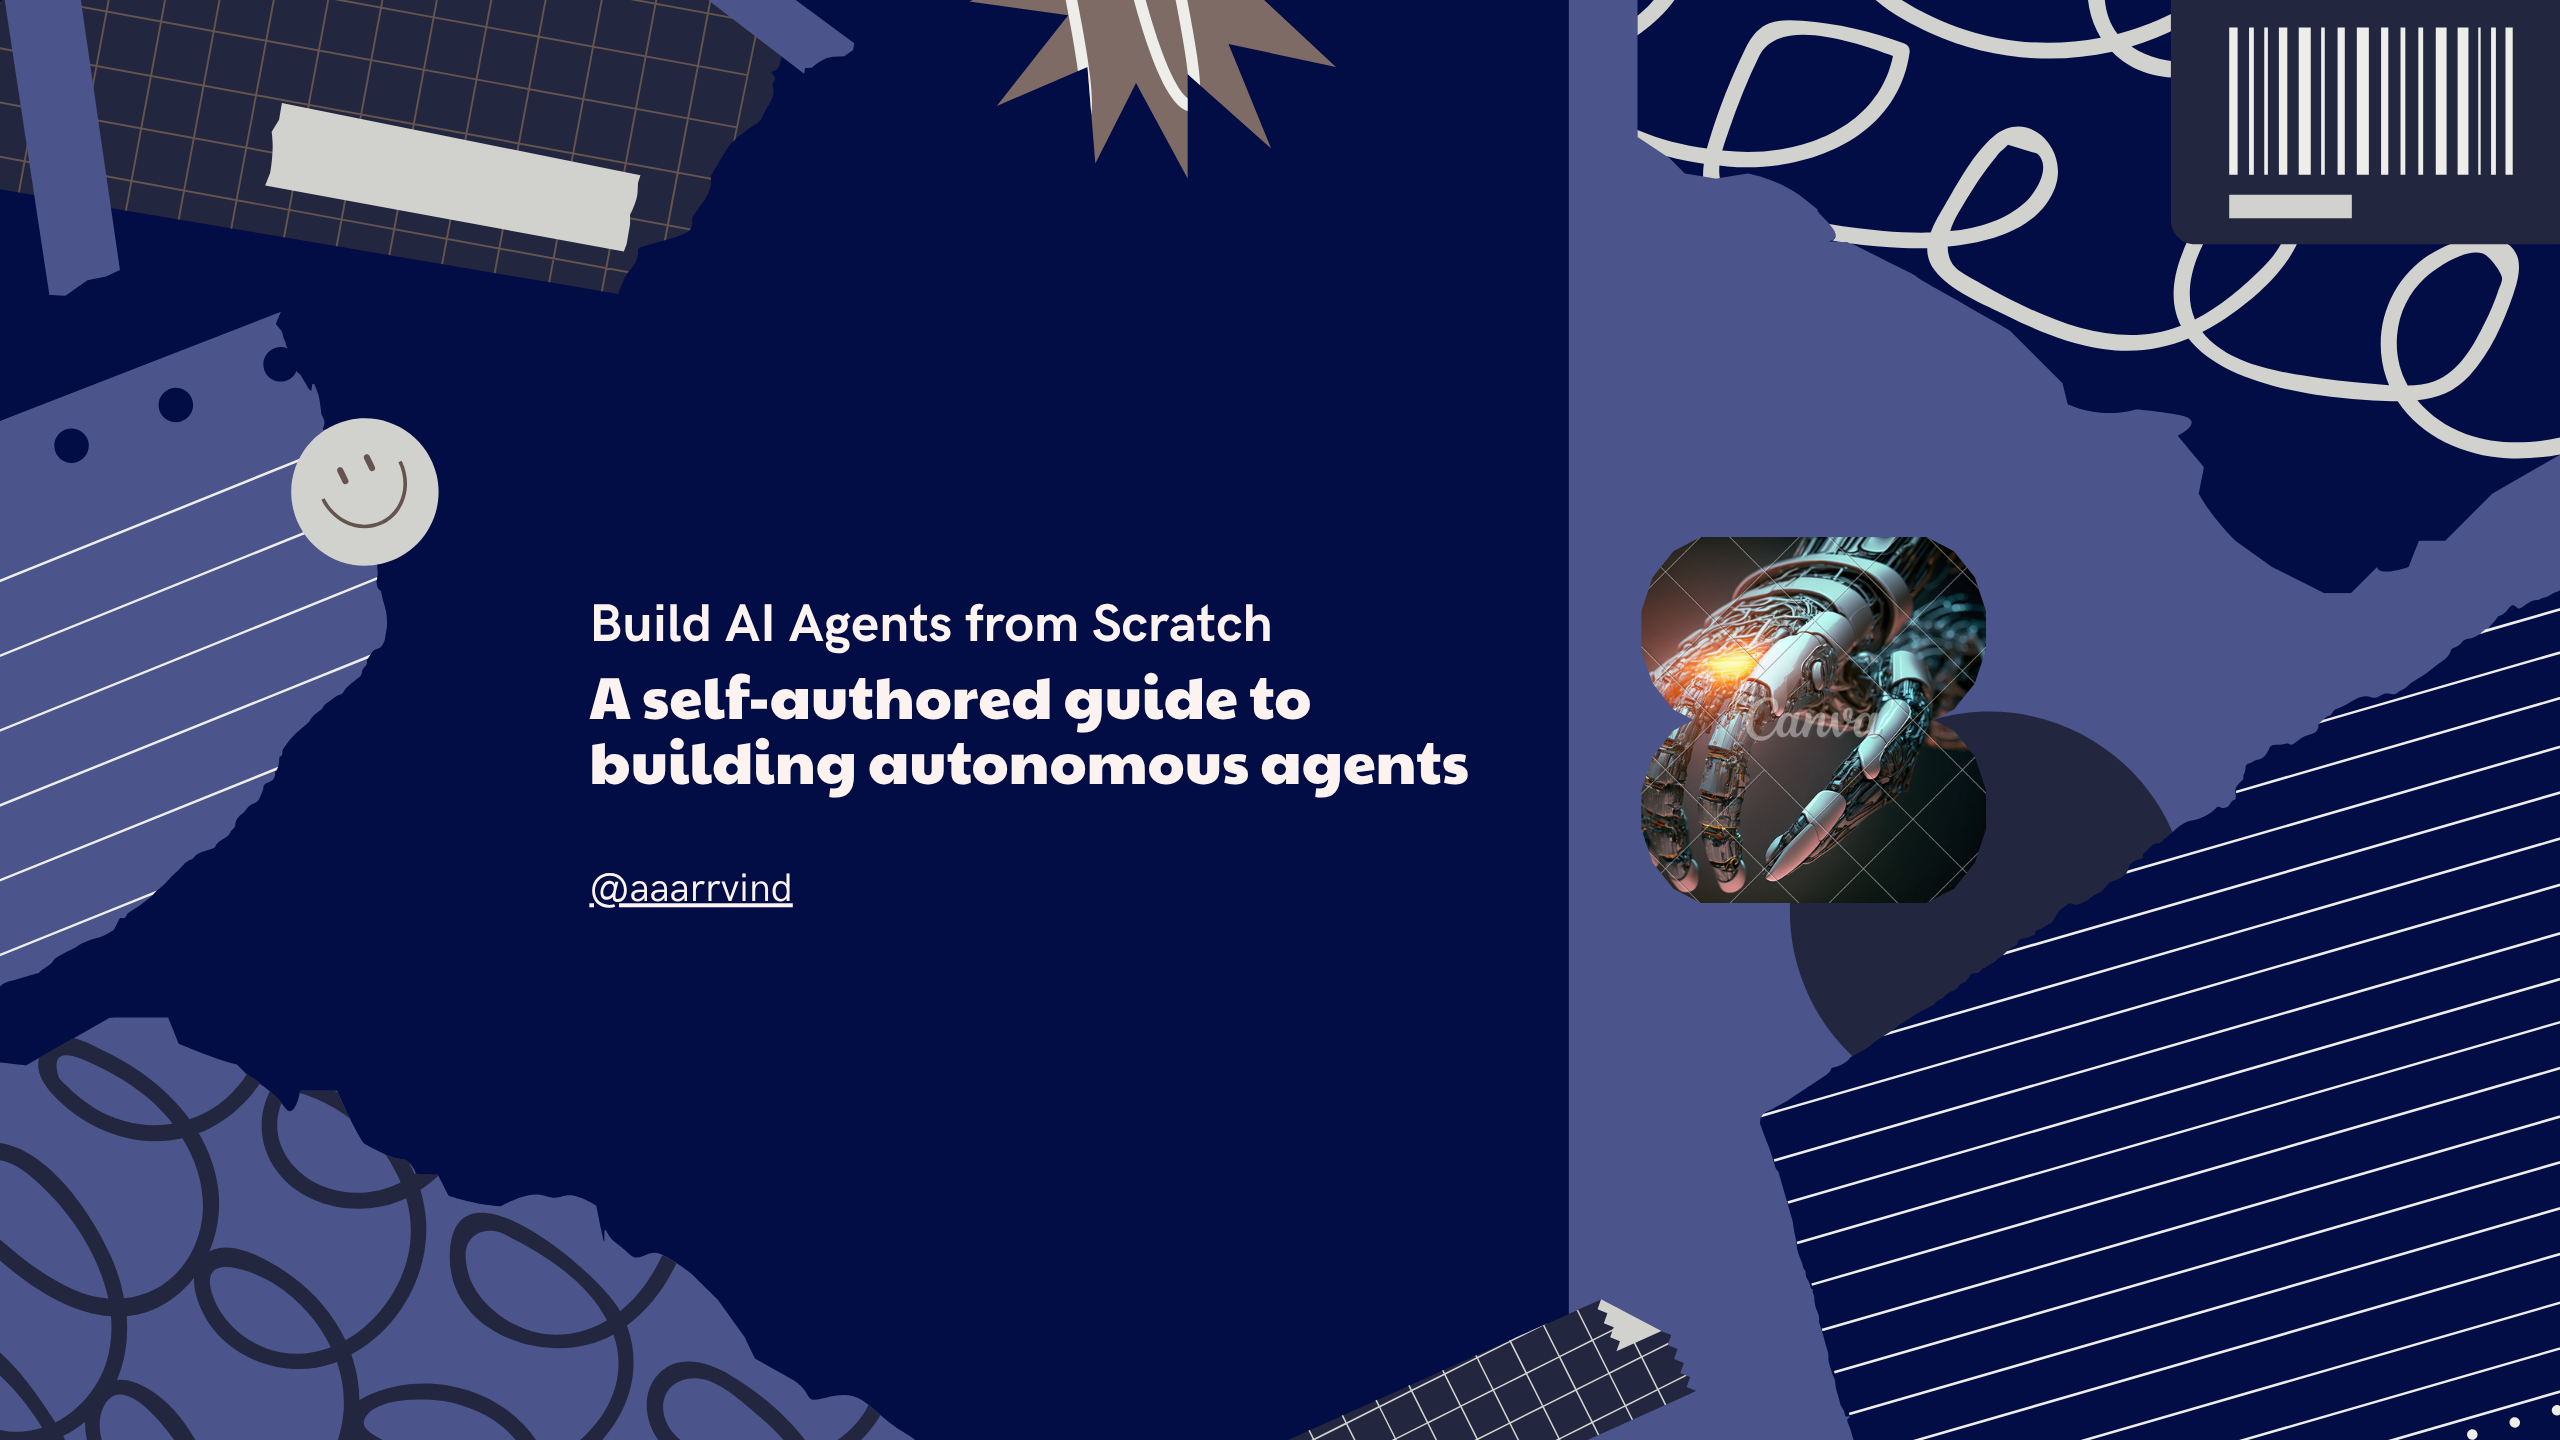 Build AI Agents from Scratch
A self-authored guide to
building autonomous agents
@aaarrvind
Canva